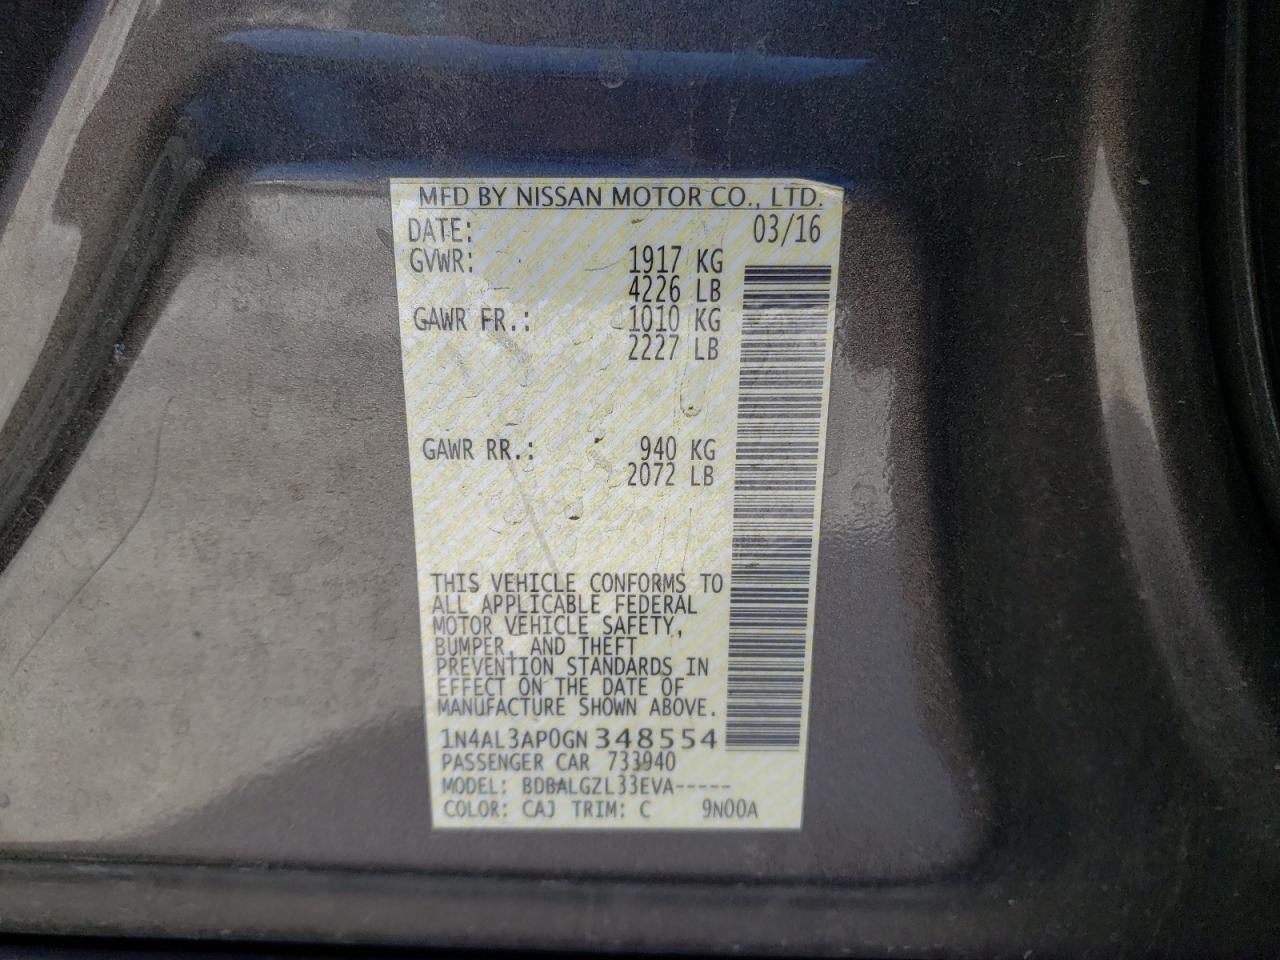 MFD BY NISSAN MOTOR CO., LTD.
DATE: 03/16
GVWR: 1917 KG
4226 LB
GAWR FR.: 1010 KG
2227 LB
GAWR RR.: 940 KG
2072 LB
THIS VEHICLE CONFORMS TO
ALL APPLICABLE FEDERAL
MOTOR VEHICLE SAFETY,
BUMPER, AND THEFT
PREVENTION STANDARDS IN
EFFECT ON THE DATE OF
MANUFACTURE SHOWN ABOVE.
1N4AL3AP0GN348554
PASSENGER CAR 733940
MODEL: BDBALGZL33EVA-----
COLOR: CAJ TRIM: C 9N00A